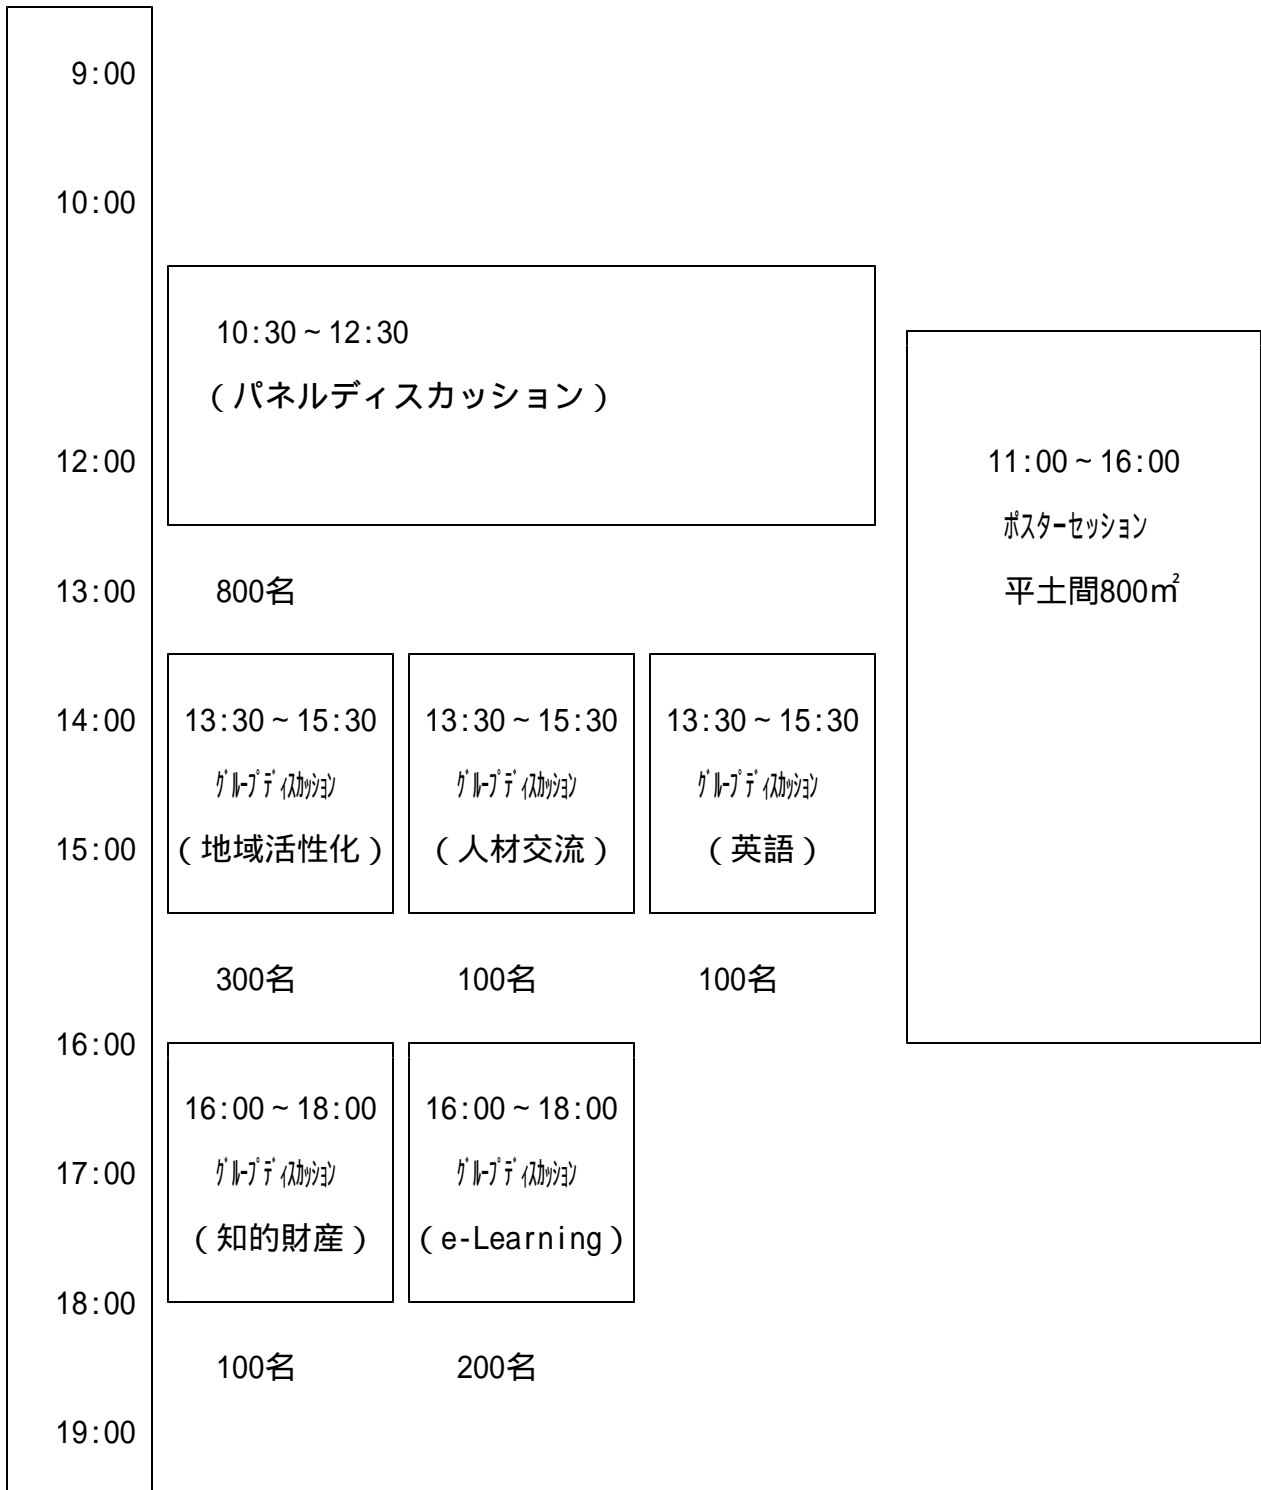 9:00
10:00
10:30~12:30
(パネルディスカッション)
12:00
11:00~16:00
ポスターセッション
13:00
800名
平土間800㎡
14:00
13:30~15:30
13:30~15:30
13:30~15:30
グループディスカッション
グループディスカッション
グループディスカッション
15:00
(地域活性化)
(人材交流)
(英語)
300名
100名
100名
16:00
16:00~18:00
16:00~18:00
17:00
グループディスカッション
グループディスカッション
(知的財産)
(e-Learning)
18:00
100名
200名
19:00